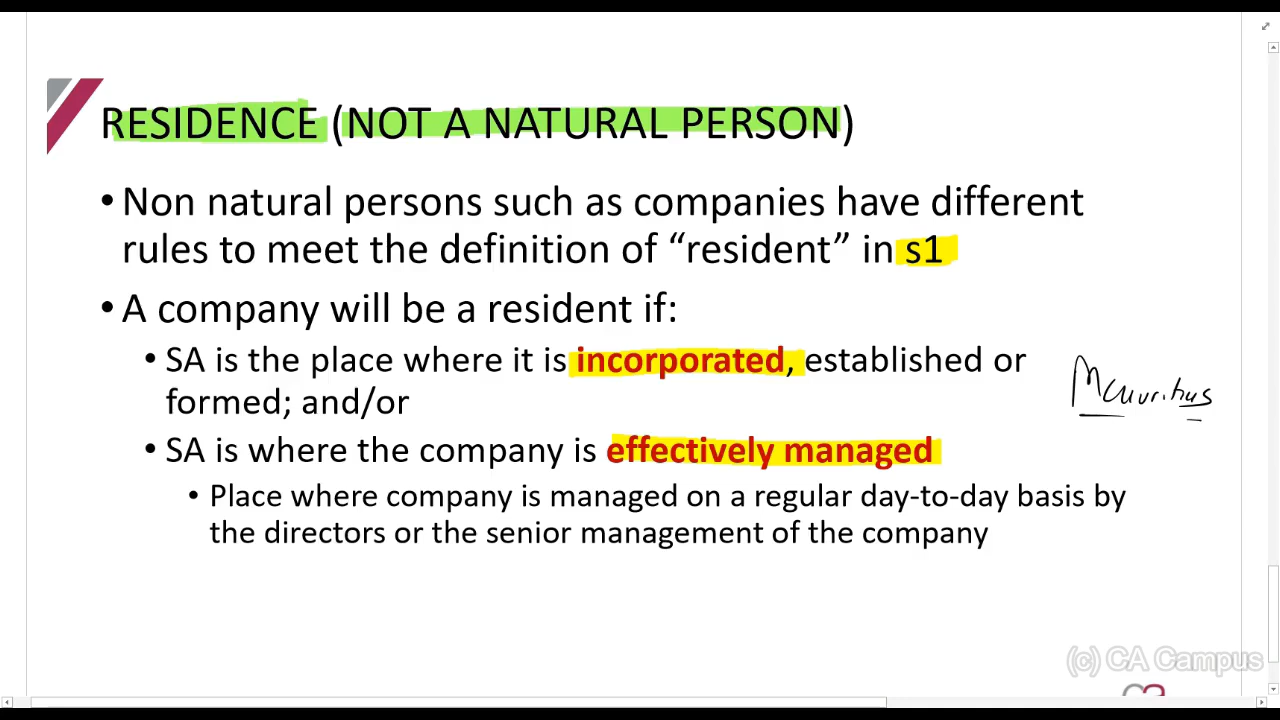 RESIDENCE (NOT A NATURAL PERSON)
• Non natural persons such as companies have different
rules to meet the definition of “resident” in s1
• A company will be a resident if:
• SA is the place where it is incorporated, established or
formed; and/or
Mauritius
• SA is where the company is effectively managed
• Place where company is managed on a regular day-to-day basis by
the directors or the senior management of the company
(c) CA Campus